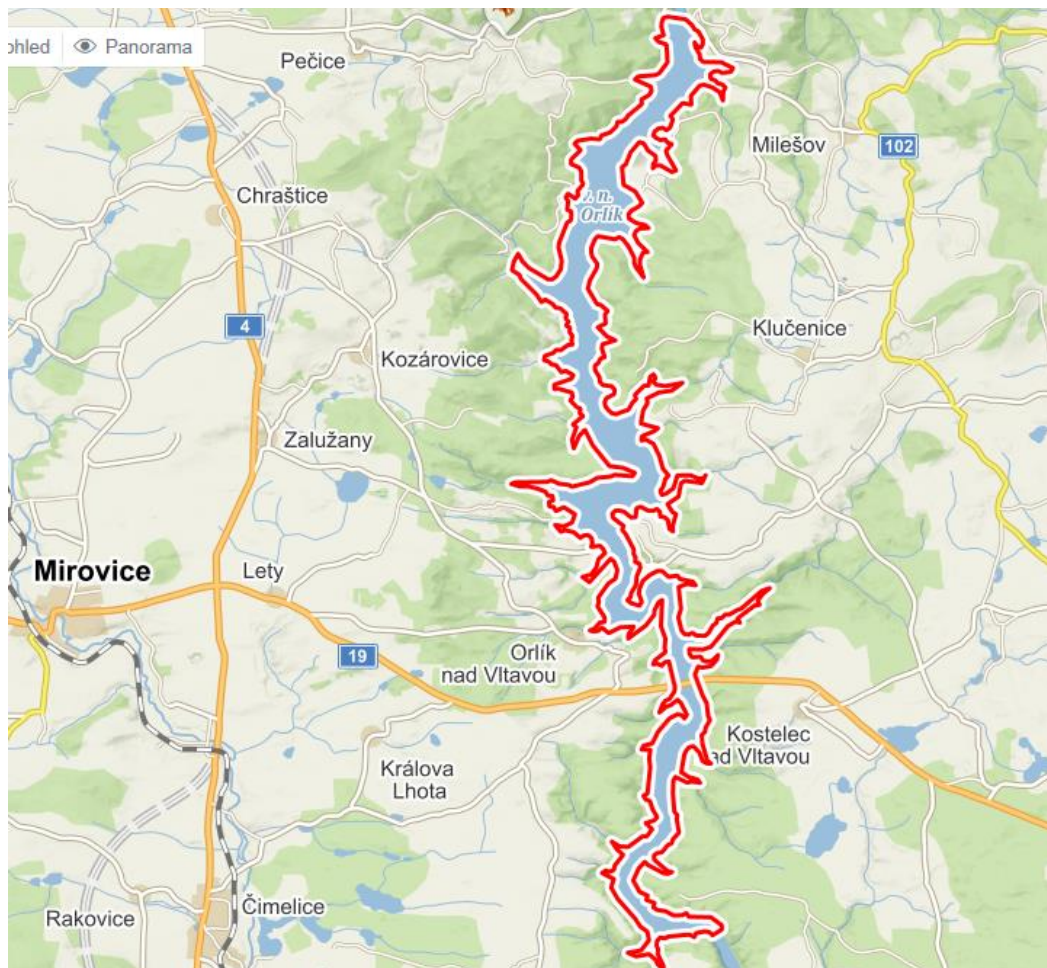 ohled
Panorama
Pečice
Milešov
102
Chraštice
v. n.
Orlík
4
Klučenice
Kozárovice
Zalužany
Mirovice
Lety
Orlík
nad Vltavou
19
Kostelec
ad Vltavou
Králova
Lhota
Rakovice
Čimelice